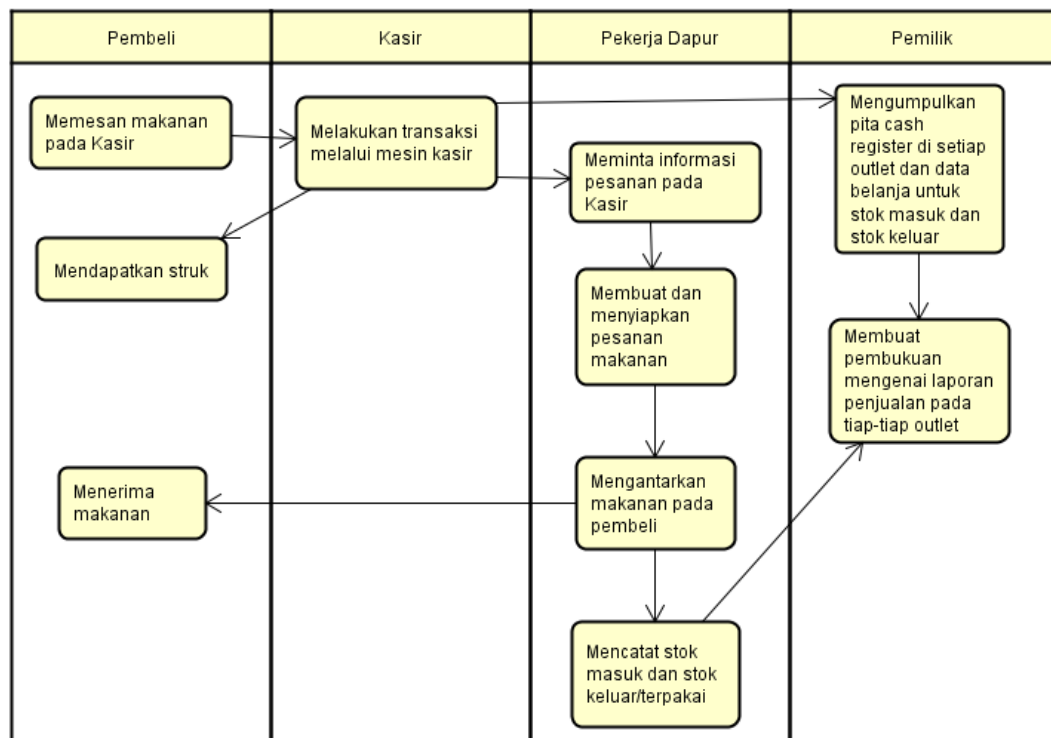 Pembeli
Kasir
Pekerja Dapur
Pemilik
Memesan makanan
pada Kasir
Melakukan transaksi
melalui mesin kasir
Meminta informasi
pesanan pada
Kasir
Mengumpulkan
pita cash
register di setiap
outlet dan data
belanja untuk
stok masuk dan
stok keluar
Mendapatkan struk
Membuat dan
menyiapkan
pesanan
makanan
Membuat
pembukuan
mengenai laporan
penjualan pada
tiap-tiap outlet
Menerima
makanan
Mengantarkan
makanan pada
pembeli
Mencatat stok
masuk dan stok
keluar/terpakai